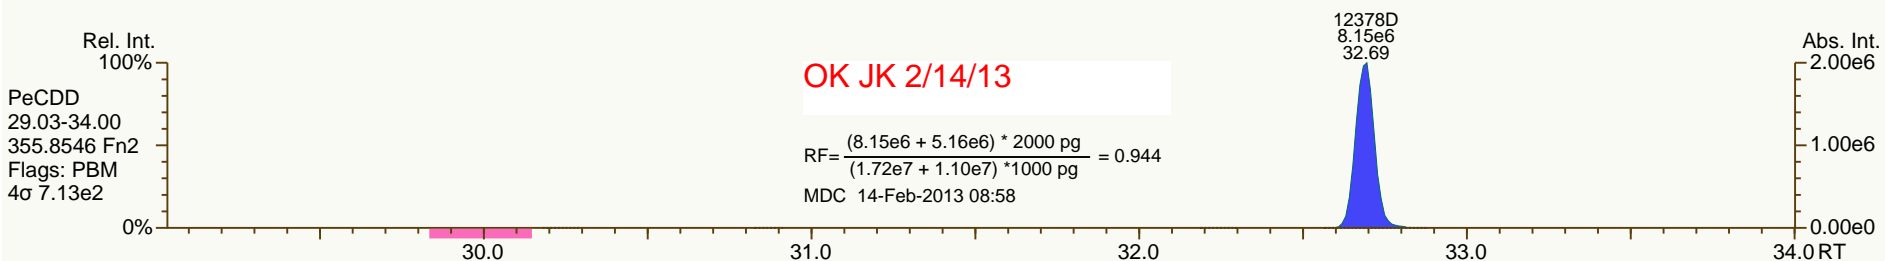 12378D
8.15e6
32.69
Rel. Int.
Abs. Int.
100%
2.00e6
PeCDD
29.03-34.00
355.8546 Fn2
Flags: PBM
4σ 7.13e2
OK JK 2/14/13
RF= (8.15e6 + 5.16e6) * 2000 pg / (1.72e7 + 1.10e7) *1000 pg = 0.944
MDC 14-Feb-2013 08:58
1.00e6
0%
0.00e0
30.0 31.0 32.0 33.0 34.0 RT